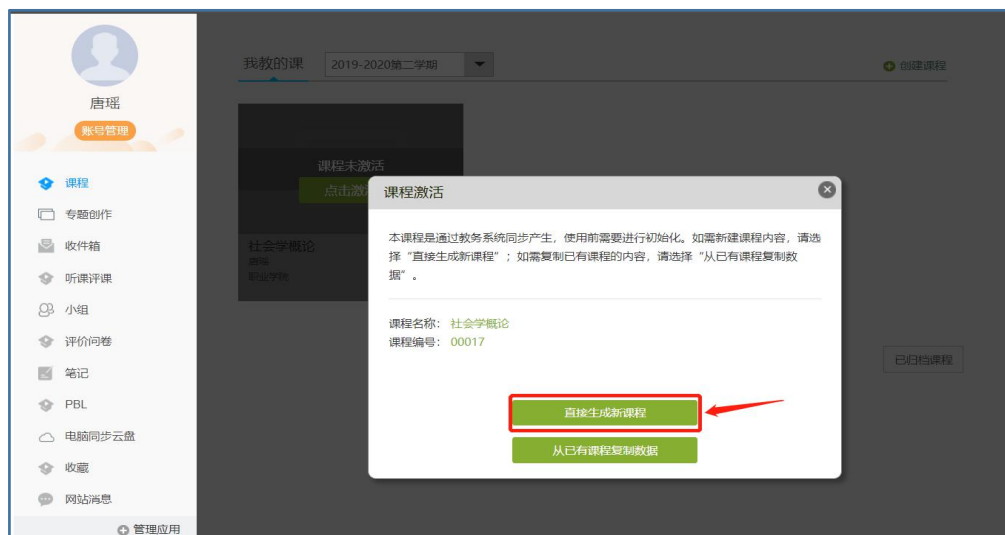 唐瑶
账号管理
课程
专题创作
收件箱
听课评课
小组
评价问卷
笔记
PBL
电脑同步云盘
收藏
网站消息
管理应用
我教的课
2019-2020第二学期
创建课程
课程未激活
点击激
社会学概论
唐瑶
职业学院
已归档课程
课程激活
本课程是通过教务系统同步产生，使用前需要进行初始化。如需新建课程内容，请选
择“直接生成新课程”；如需复制已有课程的内容，请选择“从已有课程复制数
据”。
课程名称： 社会学概论
课程编号： 00017
直接生成新课程
从已有课程复制数据